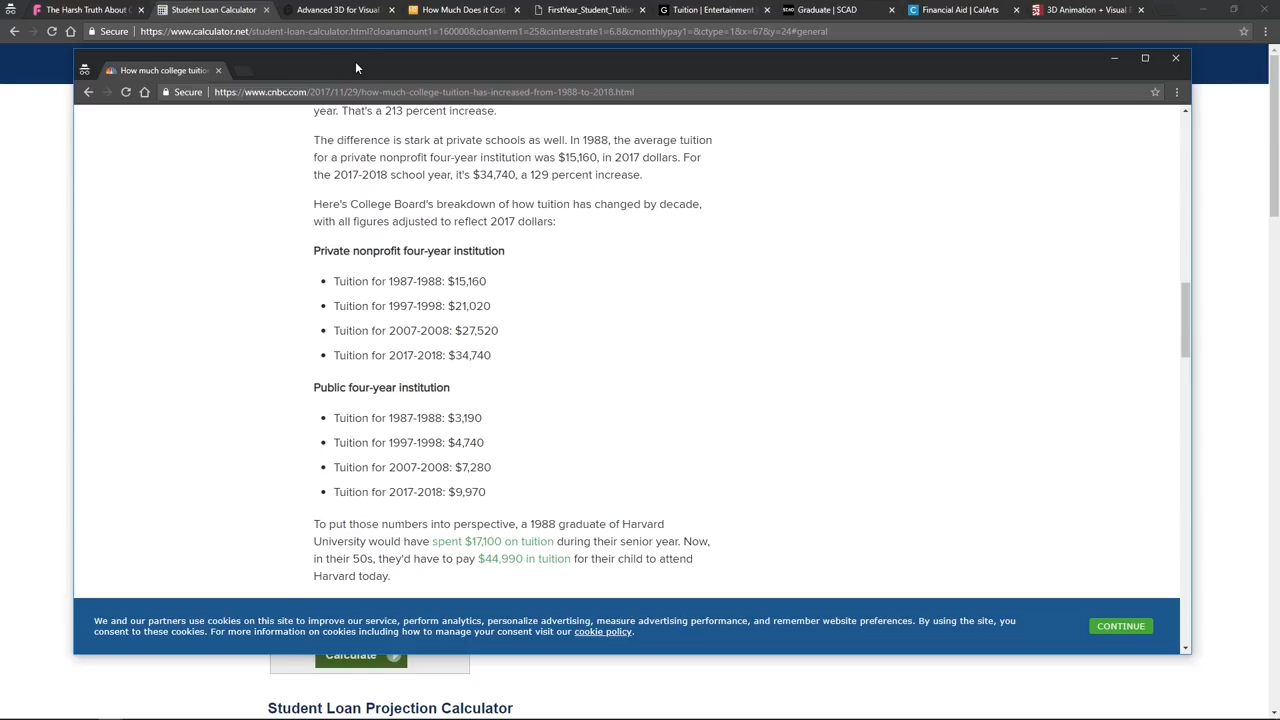 The Harsh Truth About C
Student Loan Calculator
Advanced 3D for Visual
How Much Does it Cost
FirstYear_Student_Tuitio
Tuition | Entertainment
Graduate | SCAD
Financial Aid | CalArts
3D Animation + Visual E
Secure
https://www.calculator.net/student-loan-calculator.html?cloanamount1=160000&cloanterm1=25&cinterestrate1=6.8&cmonthlypay1=&ctype=1&x=67&y=24#general
How much college tuitio
Secure
https://www.cnbc.com/2017/11/29/how-much-college-tuition-has-increased-from-1988-to-2018.html
year. That's a 213 percent increase.
The difference is stark at private schools as well. In 1988, the average tuition
for a private nonprofit four-year institution was $15,160, in 2017 dollars. For
the 2017-2018 school year, it's $34,740, a 129 percent increase.
Here's College Board's breakdown of how tuition has changed by decade,
with all figures adjusted to reflect 2017 dollars:
Private nonprofit four-year institution
• Tuition for 1987-1988: $15,160
• Tuition for 1997-1998: $21,020
• Tuition for 2007-2008: $27,520
• Tuition for 2017-2018: $34,740
Public four-year institution
• Tuition for 1987-1988: $3,190
• Tuition for 1997-1998: $4,740
• Tuition for 2007-2008: $7,280
• Tuition for 2017-2018: $9,970
To put those numbers into perspective, a 1988 graduate of Harvard
University would have spent $17,100 on tuition during their senior year. Now,
in their 50s, they'd have to pay $44,990 in tuition for their child to attend
Harvard today.
We and our partners use cookies on this site to improve our service, perform analytics, personalize advertising, measure advertising performance, and remember website preferences. By using the site, you
consent to these cookies. For more information on cookies including how to manage your consent visit our cookie policy.
CONTINUE
Calculate
Student Loan Projection Calculator